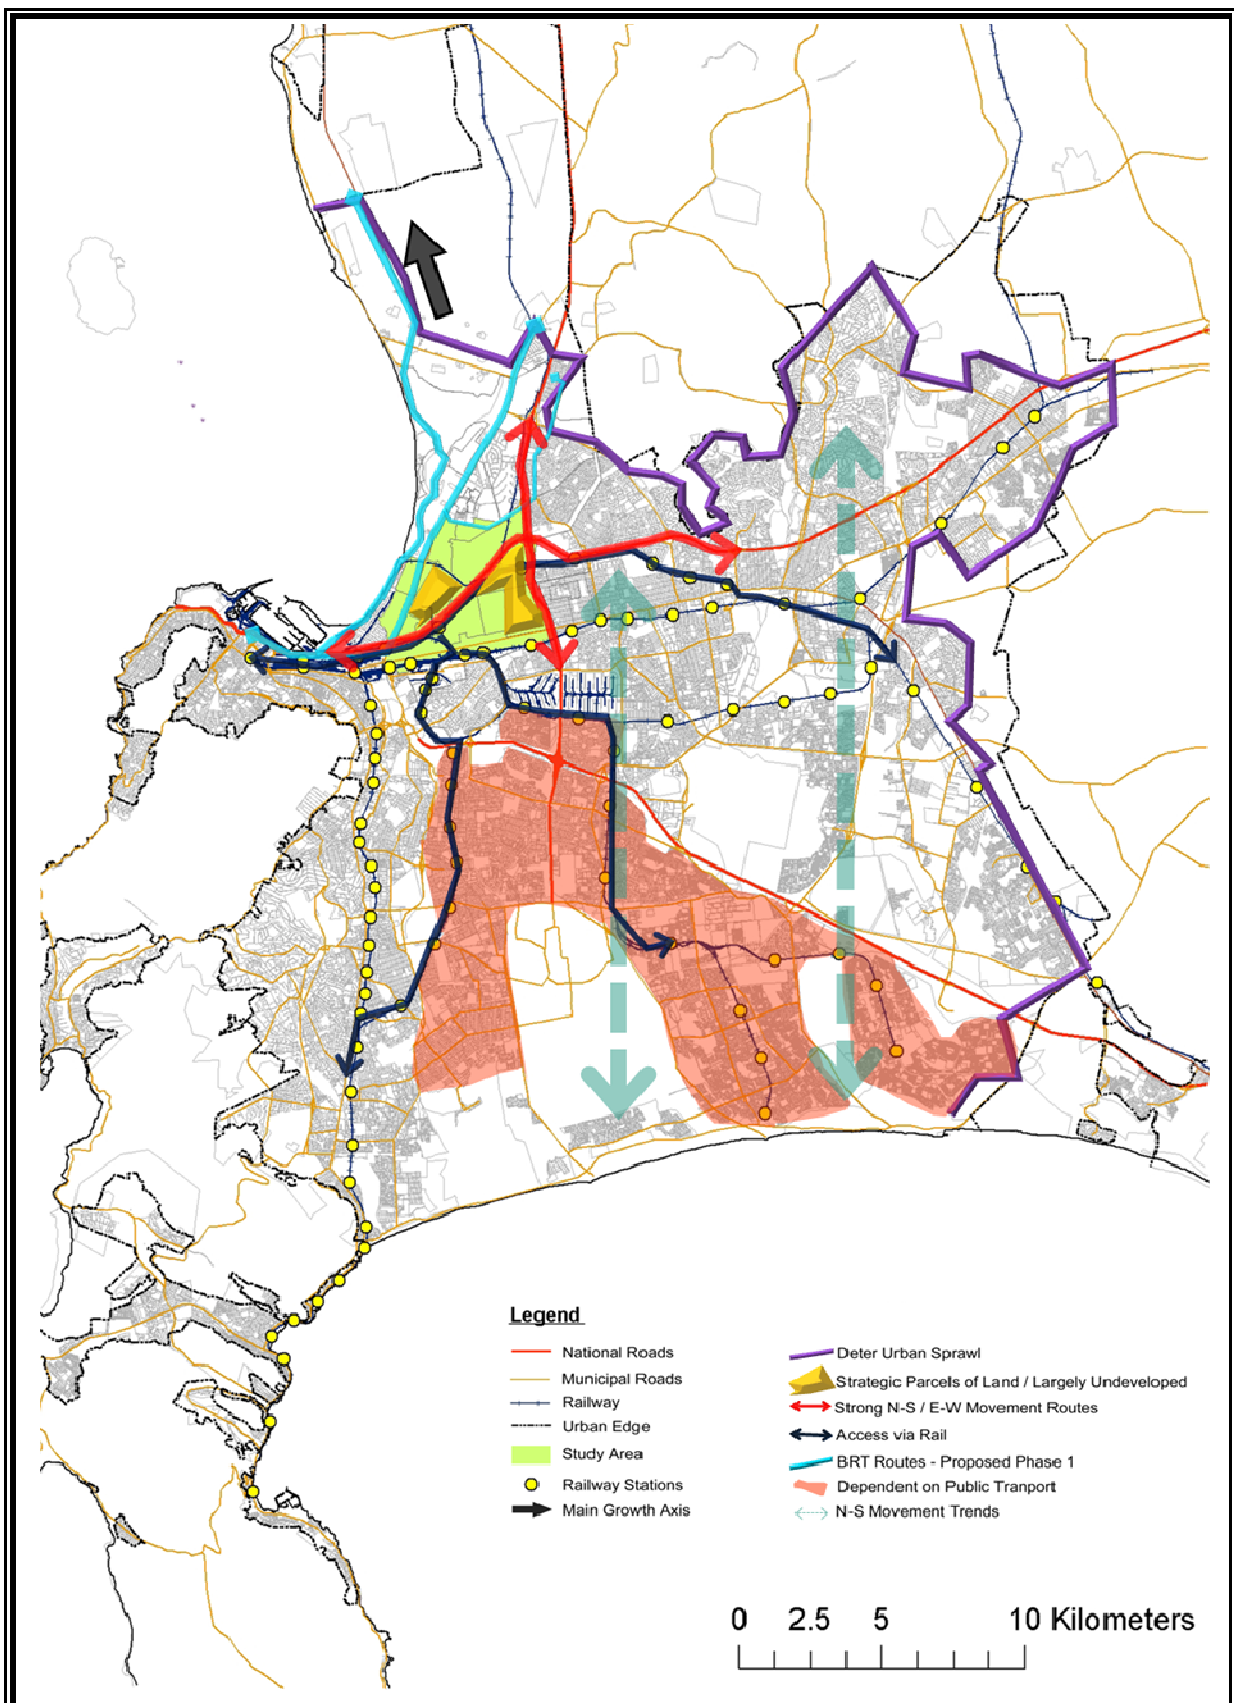 Legend
National Roads
Municipal Roads
Railway
Urban Edge
Study Area
Railway Stations
Main Growth Axis
Deter Urban Sprawl
Strategic Parcels of Land / Largely Undeveloped
Strong N-S / E-W Movement Routes
Access via Rail
BRT Routes - Proposed Phase 1
Dependent on Public Tranport
N-S Movement Trends
0 2.5 5 10 Kilometers